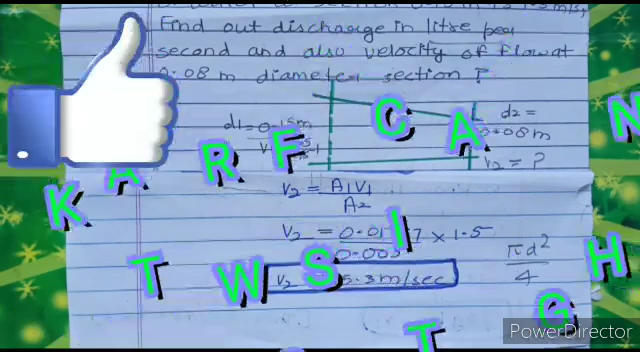 Find out discharge in litre per
second and also velocity of flow at
0.08 m diameter section ?
d1 = 0.15m
d2 =
0.08 m
V2 = ?
V2 = A1V1
A2
V2 = 0.01 7 × 1.5
0.005
πd²
4
V2 5.3 m/sec
K A R F C A N
T W S I H
G
T
PowerDirector